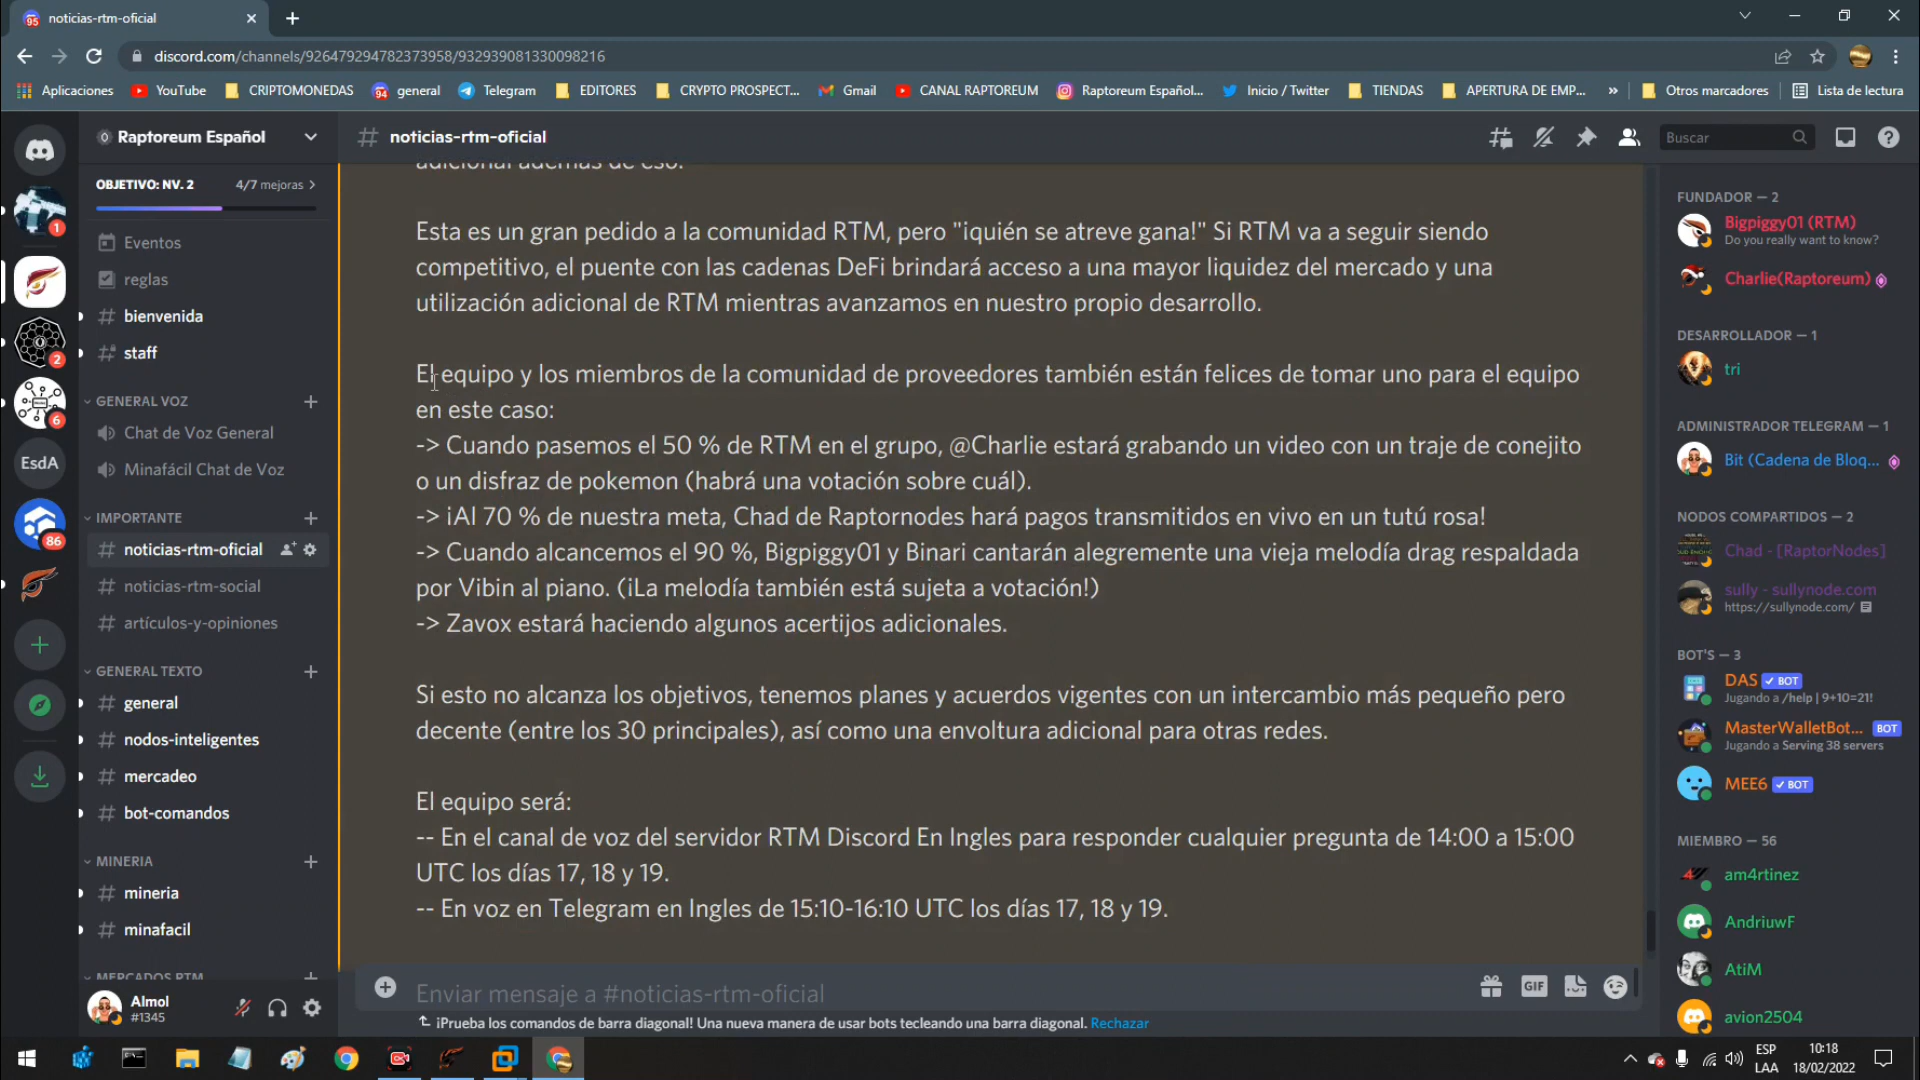 noticias-rtm-oficial
discord.com/channels/926479294782373958/932939081330098216
Aplicaciones YouTube CRIPTOMONEDAS general Telegram EDITORES CRYPTO PROSPECT... Gmail CANAL RAPTOREUM Raptoreum Español... Inicio / Twitter TIENDAS APERTURA DE EMP... » Otros marcadores Lista de lectura
Raptoreum Español
OBJETIVO: NV. 2 4/7 mejoras
Eventos
reglas
bienvenida
staff
GENERAL VOZ
Chat de Voz General
Minafácil Chat de Voz
IMPORTANTE
noticias-rtm-oficial
noticias-rtm-social
artículos-y-opiniones
GENERAL TEXTO
general
nodos-inteligentes
mercadeo
bot-comandos
MINERIA
mineria
minafacil
MERCADOS RTM
Almol
#1345
1
2
6
EsdA
86
noticias-rtm-oficial
Buscar
adicional además de eso.
Esta es un gran pedido a la comunidad RTM, pero "¡quién se atreve gana!" Si RTM va a seguir siendo
competitivo, el puente con las cadenas DeFi brindará acceso a una mayor liquidez del mercado y una
utilización adicional de RTM mientras avanzamos en nuestro propio desarrollo.
El equipo y los miembros de la comunidad de proveedores también están felices de tomar uno para el equipo
en este caso:
-> Cuando pasemos el 50 % de RTM en el grupo, @Charlie estará grabando un video con un traje de conejito
o un disfraz de pokemon (habrá una votación sobre cuál).
-> ¡Al 70 % de nuestra meta, Chad de Raptornodes hará pagos transmitidos en vivo en un tutú rosa!
-> Cuando alcancemos el 90 %, Bigpiggy01 y Binari cantarán alegremente una vieja melodía drag respaldada
por Vibin al piano. (¡La melodía también está sujeta a votación!)
-> Zavox estará haciendo algunos acertijos adicionales.
Si esto no alcanza los objetivos, tenemos planes y acuerdos vigentes con un intercambio más pequeño pero
decente (entre los 30 principales), así como una envoltura adicional para otras redes.
El equipo será:
-- En el canal de voz del servidor RTM Discord En Ingles para responder cualquier pregunta de 14:00 a 15:00
UTC los días 17, 18 y 19.
-- En voz en Telegram en Ingles de 15:10-16:10 UTC los días 17, 18 y 19.
Enviar mensaje a #noticias-rtm-oficial
GIF
¡Prueba los comandos de barra diagonal! Una nueva manera de usar bots tecleando una barra diagonal. Rechazar
FUNDADOR — 2
Bigpiggy01 (RTM)
Do you really want to know?
Charlie(Raptoreum)
DESARROLLADOR — 1
tri
ADMINISTRADOR TELEGRAM — 1
Bit (Cadena de Bloq...
NODOS COMPARTIDOS — 2
Chad - [RaptorNodes]
sully - sullynode.com
https://sullynode.com/
BOT'S — 3
DAS BOT
Jugando a /help | 9+10=21!
MasterWalletBot... BOT
Jugando a Serving 38 servers
MEE6 BOT
MIEMBRO — 56
am4rtinez
AndriuwF
AtiM
avion2504
ESP
LAA
10:18
18/02/2022